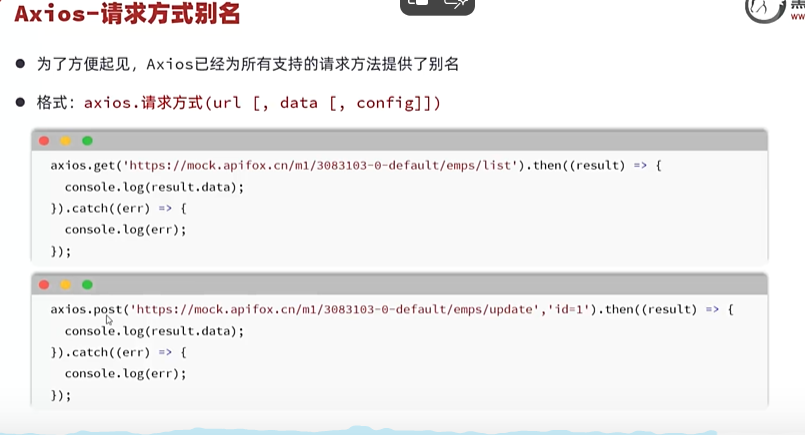 Axios-请求方式别名
为了方便起见，Axios已经为所有支持的请求方法提供了别名
格式：axios.请求方式(url [, data [, config]])
axios.get('https://mock.apifox.cn/m1/3083103-0-default/emps/list').then((result) => {
console.log(result.data);
}).catch((err) => {
console.log(err);
});
axios.post('https://mock.apifox.cn/m1/3083103-0-default/emps/update','id=1').then((result) => {
console.log(result.data);
}).catch((err) => {
console.log(err);
});